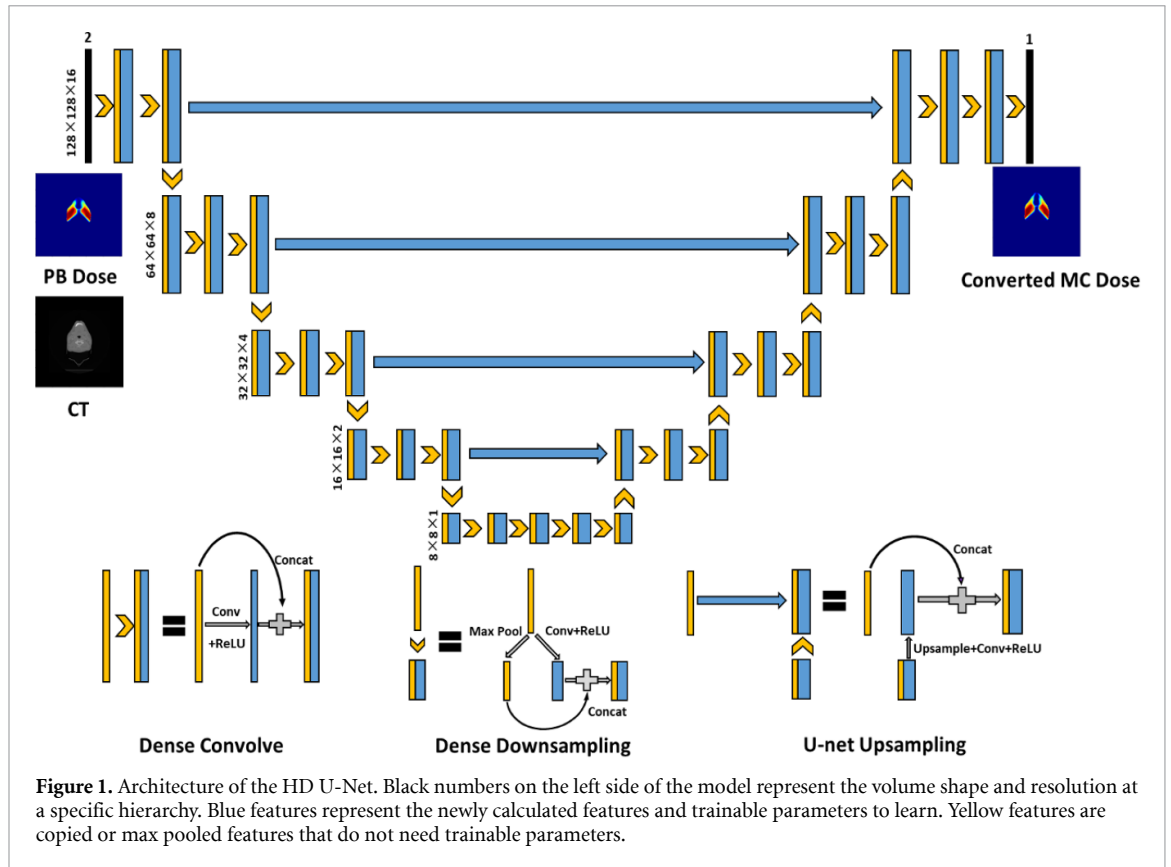 2
1
128×128×16
PB Dose
Converted MC Dose
64×64×8
CT
32×32×4
16×16×2
8×8×1
Concat
Conv
+ReLU
Dense Convolve
Max Pool
Conv+ReLU
Concat
Dense Downsampling
Concat
Upsample+Conv+ReLU
U-net Upsampling
Figure 1. Architecture of the HD U-Net. Black numbers on the left side of the model represent the volume shape and resolution at
a specific hierarchy. Blue features represent the newly calculated features and trainable parameters to learn. Yellow features are
copied or max pooled features that do not need trainable parameters.